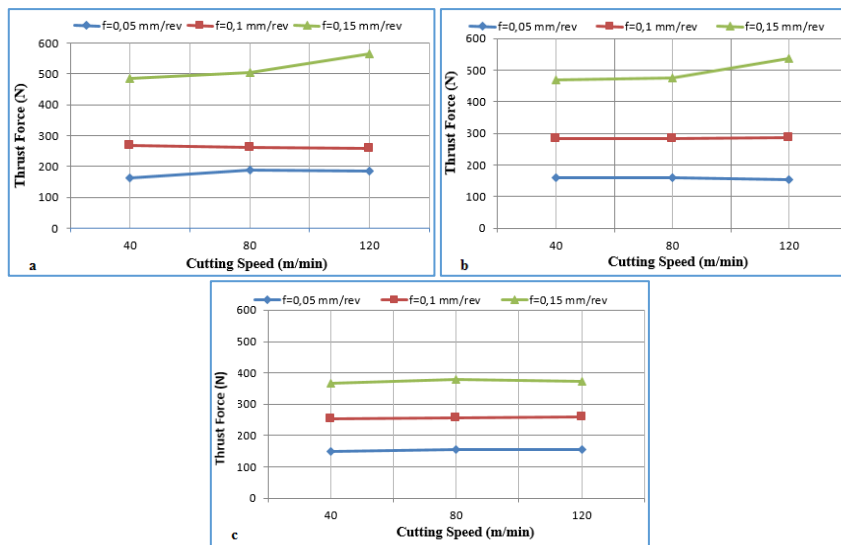 f=0,05 mm/rev f=0,1 mm/rev f=0,15 mm/rev
Thrust Force (N)
600
500
400
300
200
100
0
40 80 120
Cutting Speed (m/min)
a
f=0,05 mm/rev f=0,1 mm/rev f=0,15 mm/rev
Thrust Force (N)
600
500
400
300
200
100
0
40 80 120
Cutting Speed (m/min)
b
f=0,05 mm/rev f=0,1 mm/rev f=0,15 mm/rev
Thrust Force (N)
600
500
400
300
200
100
0
40 80 120
Cutting Speed (m/min)
c